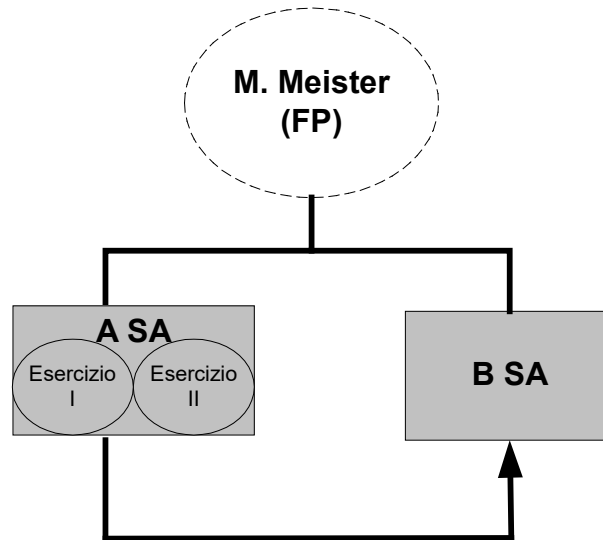 M. Meister
(FP)
A SA
Esercizio
I
Esercizio
II
B SA